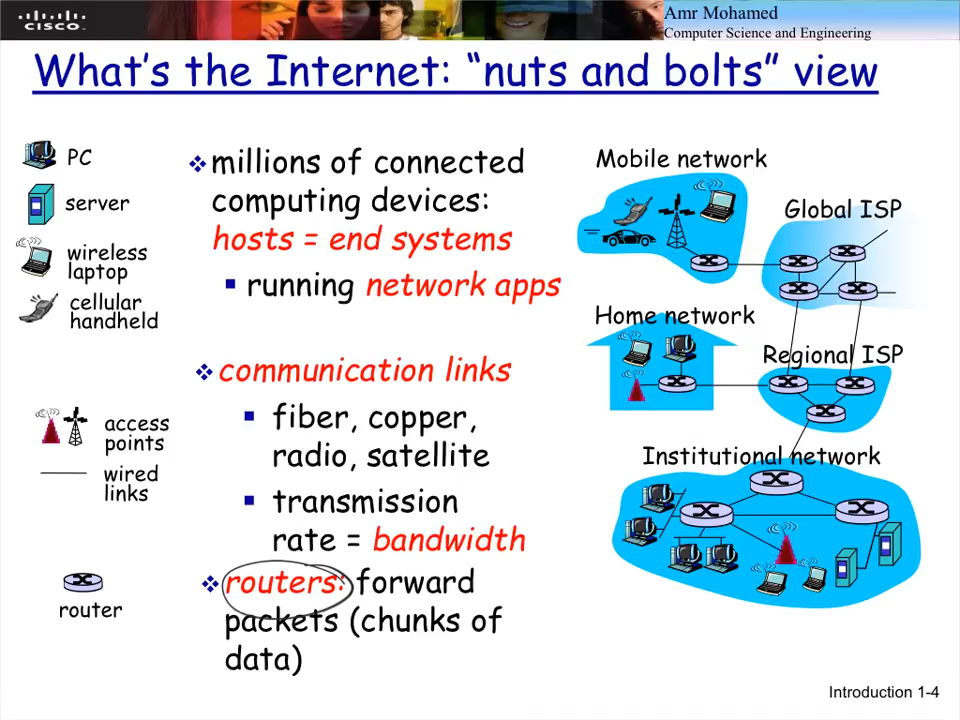 CISCO
Amr Mohamed
Computer Science and Engineering
What's the Internet: “nuts and bolts” view
PC
server
wireless
laptop
cellular
handheld
access
points
wired
links
router
❖ millions of connected
computing devices:
hosts = end systems
▪ running network apps
❖ communication links
▪ fiber, copper,
radio, satellite
▪ transmission
rate = bandwidth
❖ routers: forward
packets (chunks of
data)
Mobile network
Global ISP
Home network
Regional ISP
Institutional network
Introduction 1-4